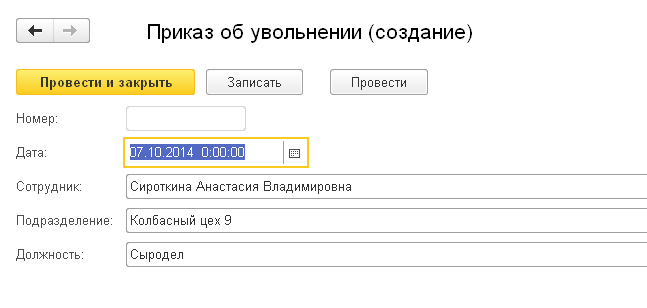 Приказ об увольнении (создание)
Провести и закрыть Записать Провести
Номер:
Дата: 07.10.2014 0:00:00
Сотрудник: Сироткина Анастасия Владимировна
Подразделение: Колбасный цех 9
Должность: Сыродел